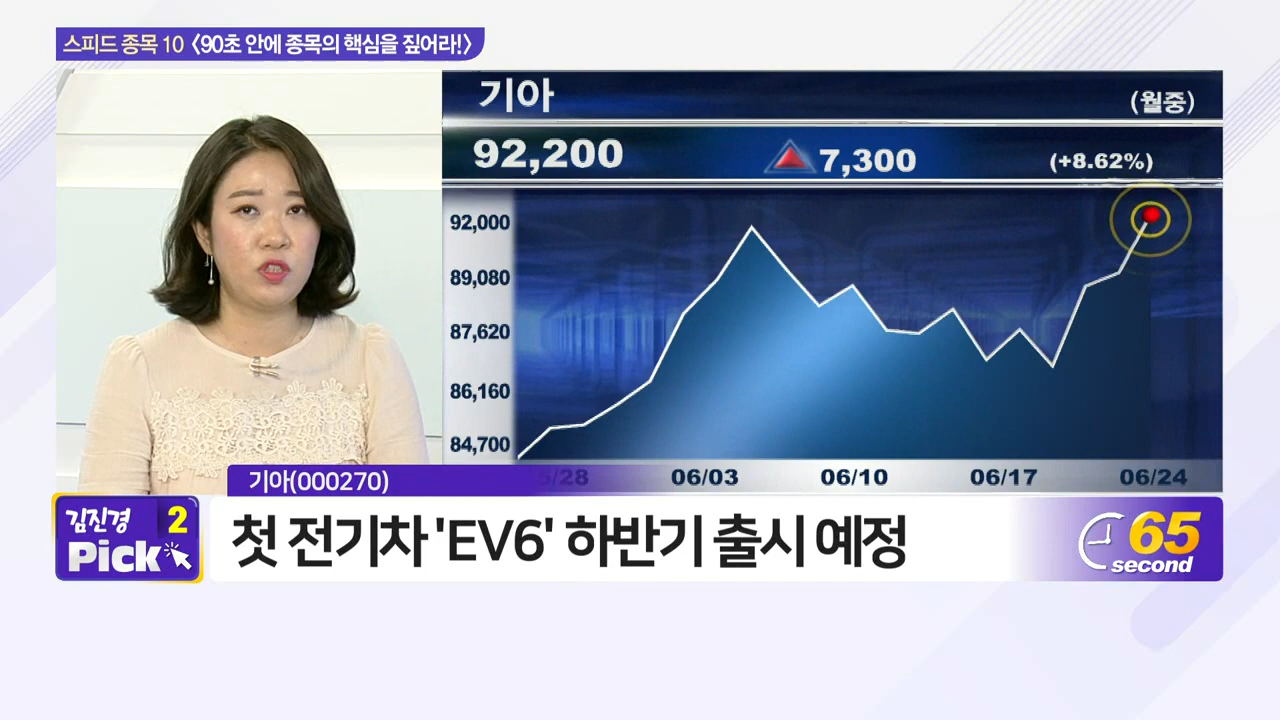 스피드 종목 10 〈90초 안에 종목의 핵심을 짚어라!〉
기아
(월중)
92,200
7,300
(+8.62%)
92,000
89,080
87,620
86,160
84,700
5/28
06/03
06/10
06/17
06/24
기아(000270)
김진경 2
Pick
첫 전기차 'EV6' 하반기 출시 예정
65
second